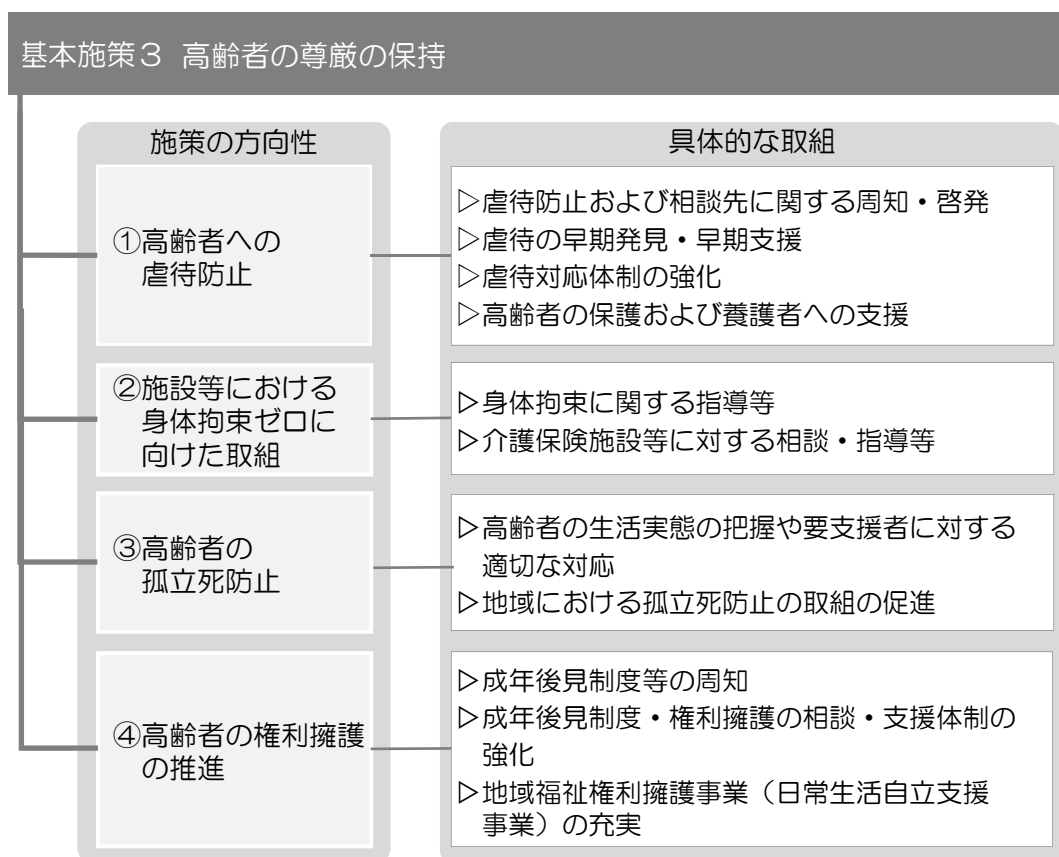 基本施策3 高齢者の尊厳の保持
施策の方向性
具体的な取組
①高齢者への
虐待防止
▷虐待防止および相談先に関する周知・啓発
▷虐待の早期発見・早期支援
▷虐待対応体制の強化
▷高齢者の保護および養護者への支援
②施設等における
身体拘束ゼロに
向けた取組
▷身体拘束に関する指導等
▷介護保険施設等に対する相談・指導等
③高齢者の
孤立死防止
▷高齢者の生活実態の把握や要支援者に対する
適切な対応
▷地域における孤立死防止の取組の促進
④高齢者の権利擁護
の推進
▷成年後見制度等の周知
▷成年後見制度・権利擁護の相談・支援体制の
強化
▷地域福祉権利擁護事業（日常生活自立支援
事業）の充実